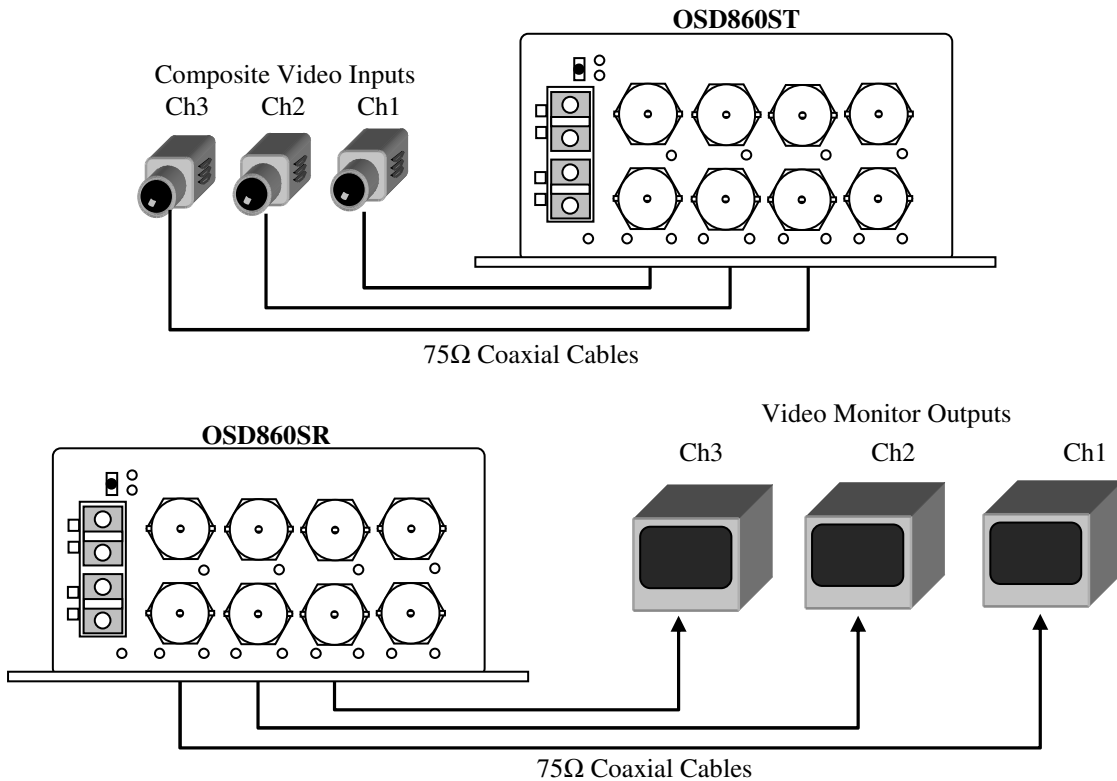 OSD860ST
Composite Video Inputs
Ch3 Ch2 Ch1
75Ω Coaxial Cables
Video Monitor Outputs
OSD860SR
Ch3 Ch2 Ch1
75Ω Coaxial Cables